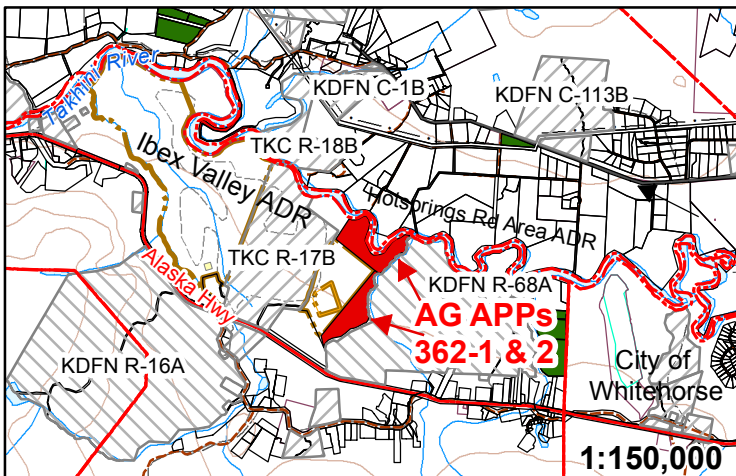 Takhini River
KDFN C-1B
KDFN C-113B
TKC R-18B
Ibex Valley ADR
Hotsprings Rd Area ADR
TKC R-17B
KDFN R-68A
Alaska Hwy
AG APPs
362-1 & 2
KDFN R-16A
City of
Whitehorse
1:150,000